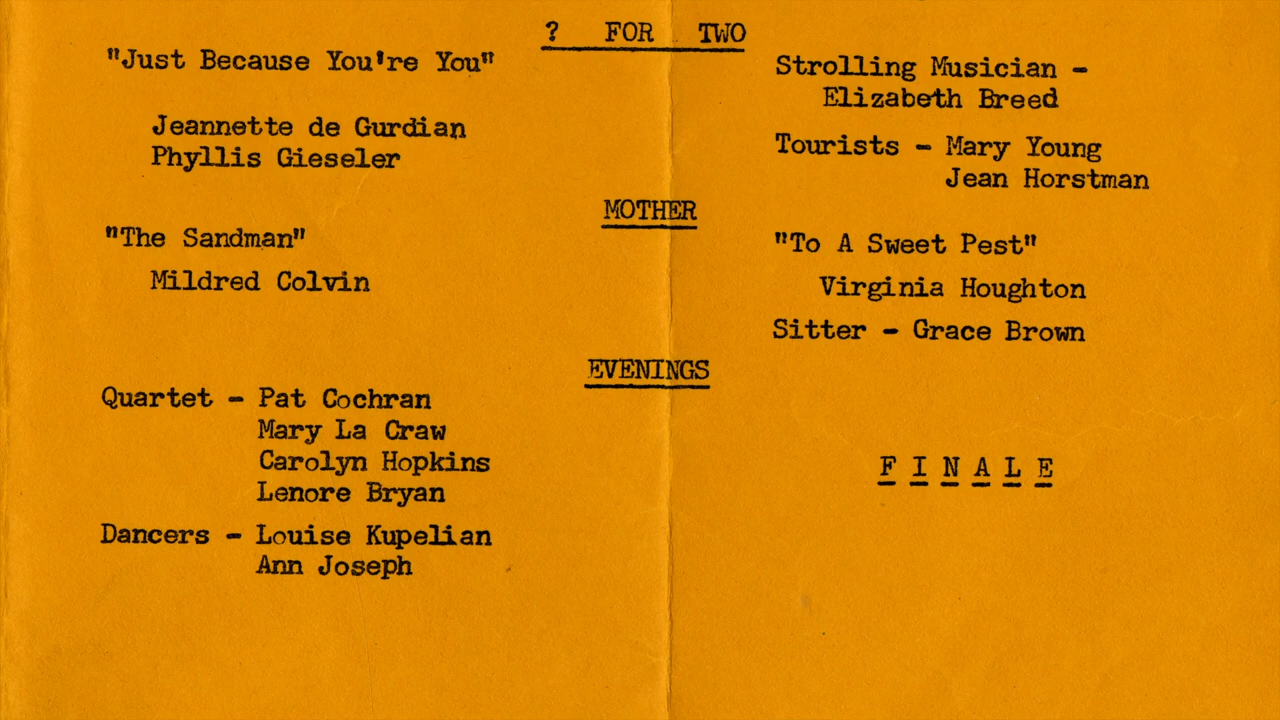 ? FOR TWO
"Just Because You're You"
Jeannette de Gurdian
Phyllis Gieseler
Strolling Musician -
Elizabeth Breed
Tourists - Mary Young
Jean Horstman
MOTHER
"The Sandman"
Mildred Colvin
"To A Sweet Pest"
Virginia Houghton
Sitter - Grace Brown
EVENINGS
Quartet - Pat Cochran
Mary La Craw
Carolyn Hopkins
Lenore Bryan
Dancers - Louise Kupelian
Ann Joseph
F I N A L E